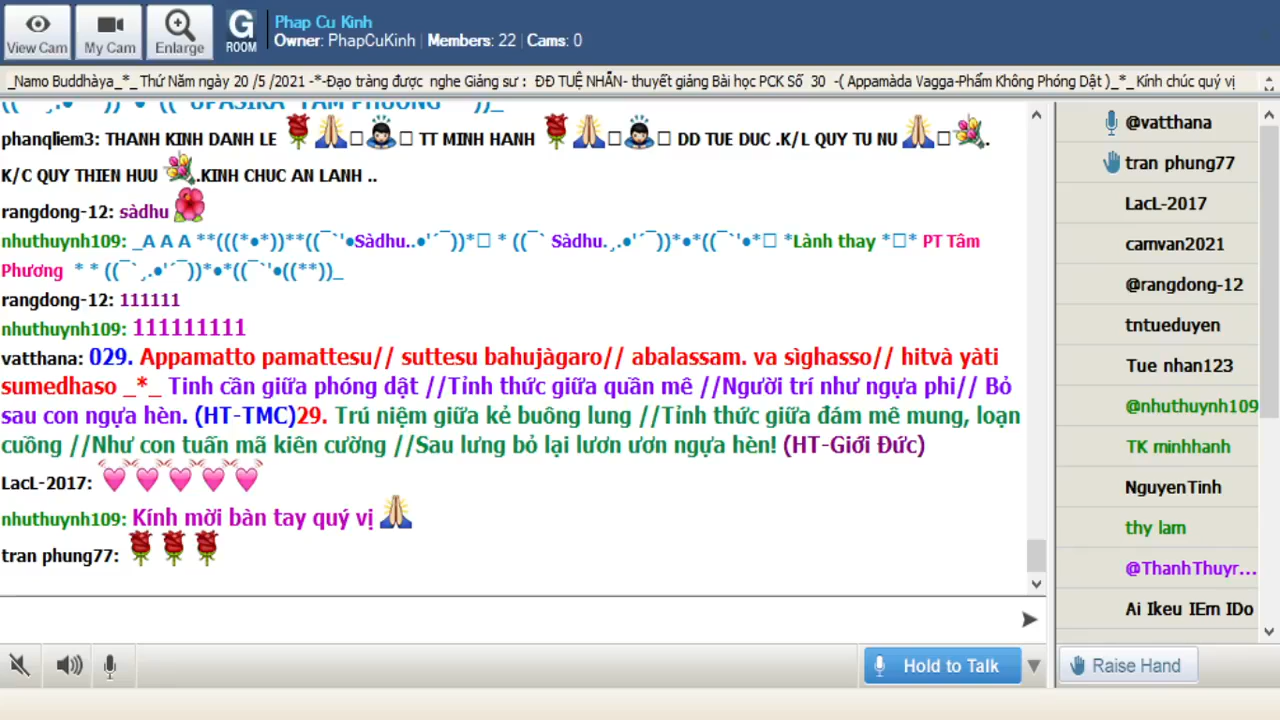 View Cam
My Cam
Enlarge
G
ROOM
Phap Cu Kinh
Owner: PhapCuKinh | Members: 22 | Cams: 0
_Namo Buddhàya_*_ Thứ Năm ngày 20 /5 /2021 -*-Đạo tràng được nghe Giảng sư : ĐĐ TUỆ NHẪN- thuyết giảng Bài học PCK Số 30 -( Appamàda Vagga-Phẩm Không Phóng Dật )_*_ Kính chúc quý vị
phanqliem3: THANH KINH DANH LE 🌹🙏□🙇□ TT MINH HANH 🌹🙏□🙇□ DD TUE DUC .K/L QUY TU NU 🙏□💐.
K/C QUY THIEN HUU 💐.KINH CHUC AN LANH ..
rangdong-12: sàdhu 🌺
nhuthuynh109: _A A A **(((*•*))**((¯`'•Sàdhu..•'´¯))*□ * ((¯` Sàdhu.¸.•'´¯))*•*((¯`'•*□ *Lành thay *□* PT Tâm
Phương * * ((¯`¸.•'´¯))*•*((¯`'•((**))_
rangdong-12: 111111
nhuthuynh109: 111111111
vatthana: 029. Appamatto pamattesu// suttesu bahujàgaro// abalassam. va sìghasso// hitvà yàti
sumedhaso _*_ Tinh cần giữa phóng dật //Tỉnh thức giữa quần mê //Người trí như ngựa phi// Bỏ
sau con ngựa hèn. (HT-TMC)29. Trú niệm giữa kẻ buông lung //Tỉnh thức giữa đám mê mung, loạn
cuồng //Như con tuấn mã kiên cường //Sau lưng bỏ lại lươn ươn ngựa hèn! (HT-Giới Đức)
LacL-2017: 💓💓💓💓💓
nhuthuynh109: Kính mời bàn tay quý vị 🙏
tran phung77: 🌹🌹🌹
Hold to Talk
@vatthana
tran phung77
LacL-2017
camvan2021
@rangdong-12
tntueduyen
Tue nhan123
@nhuthuynh109
TK minhhanh
NguyenTinh
thy lam
@ThanhThuyr...
Ai Ikeu IEm IDo
Raise Hand